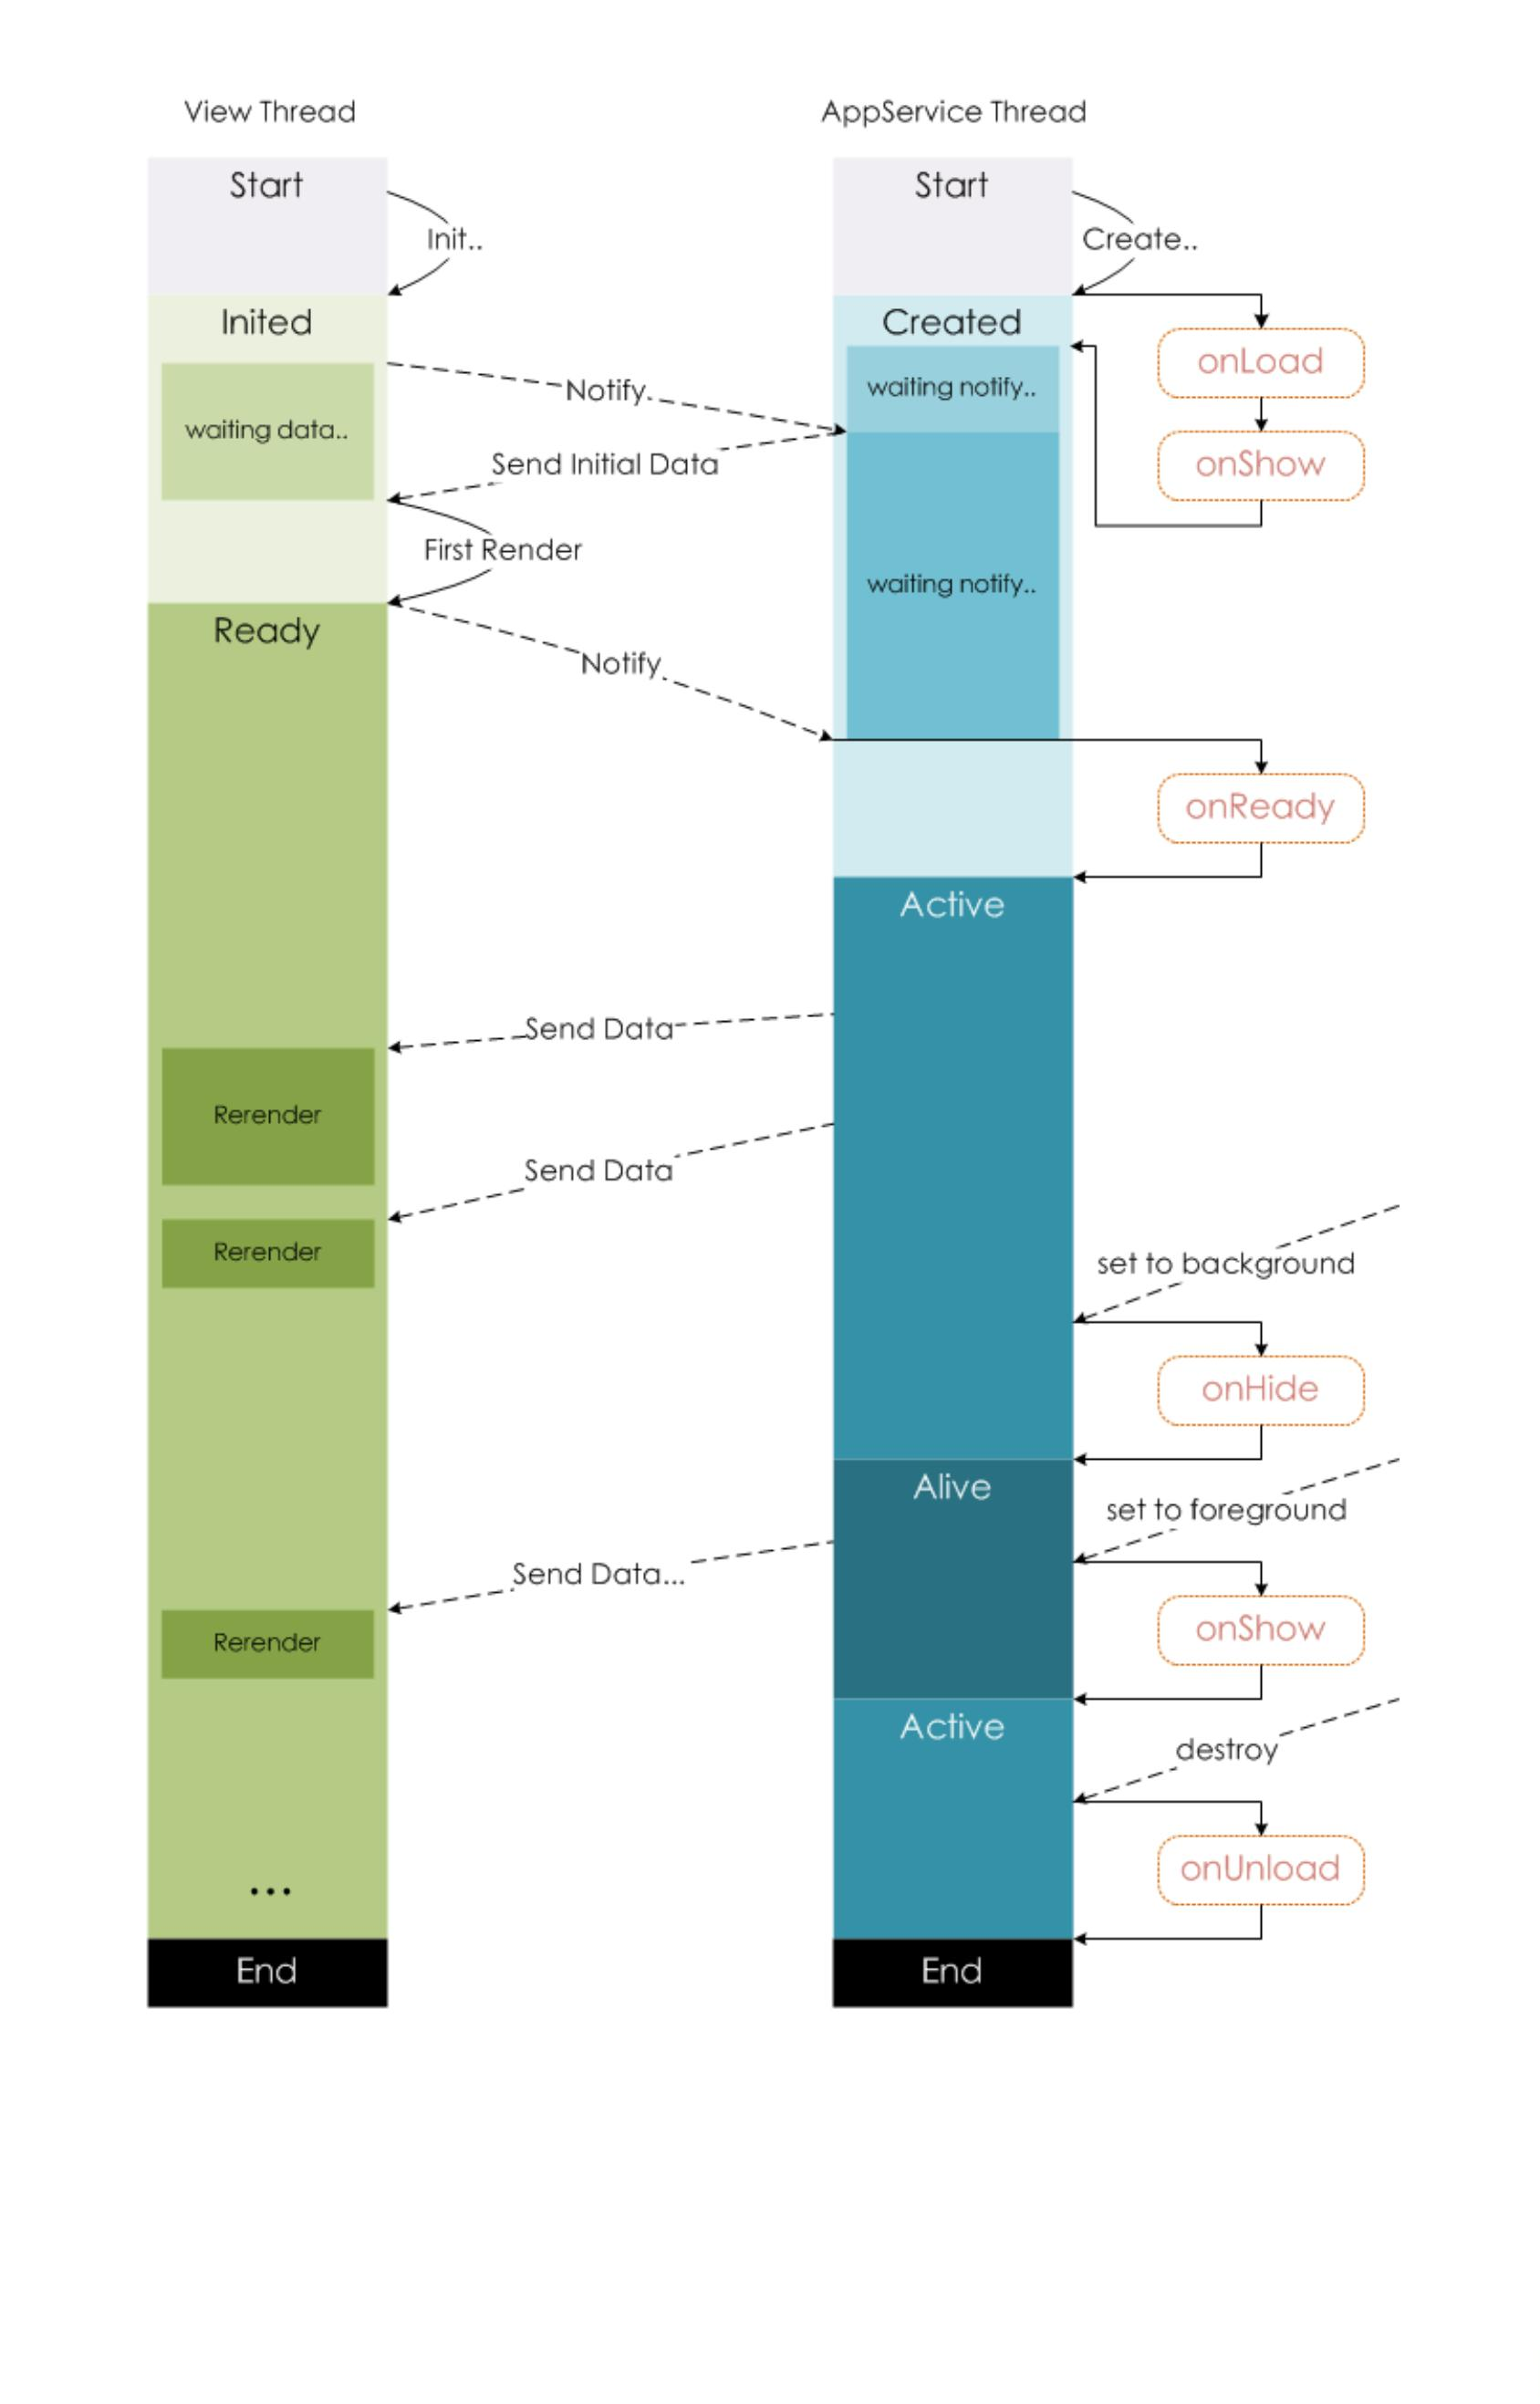 View Thread
AppService Thread
Start
Start
Init..
Create..
Inited
Created
onLoad
waiting notify..
Notify.
waiting data..
Send Initial Data
onShow
First Render
waiting notify..
Ready
Notify
onReady
Active
Send Data
Rerender
Send Data
Rerender
set to background
onHide
Alive
set to foreground
Send Data...
onShow
Rerender
Active
destroy
onUnload
...
End
End